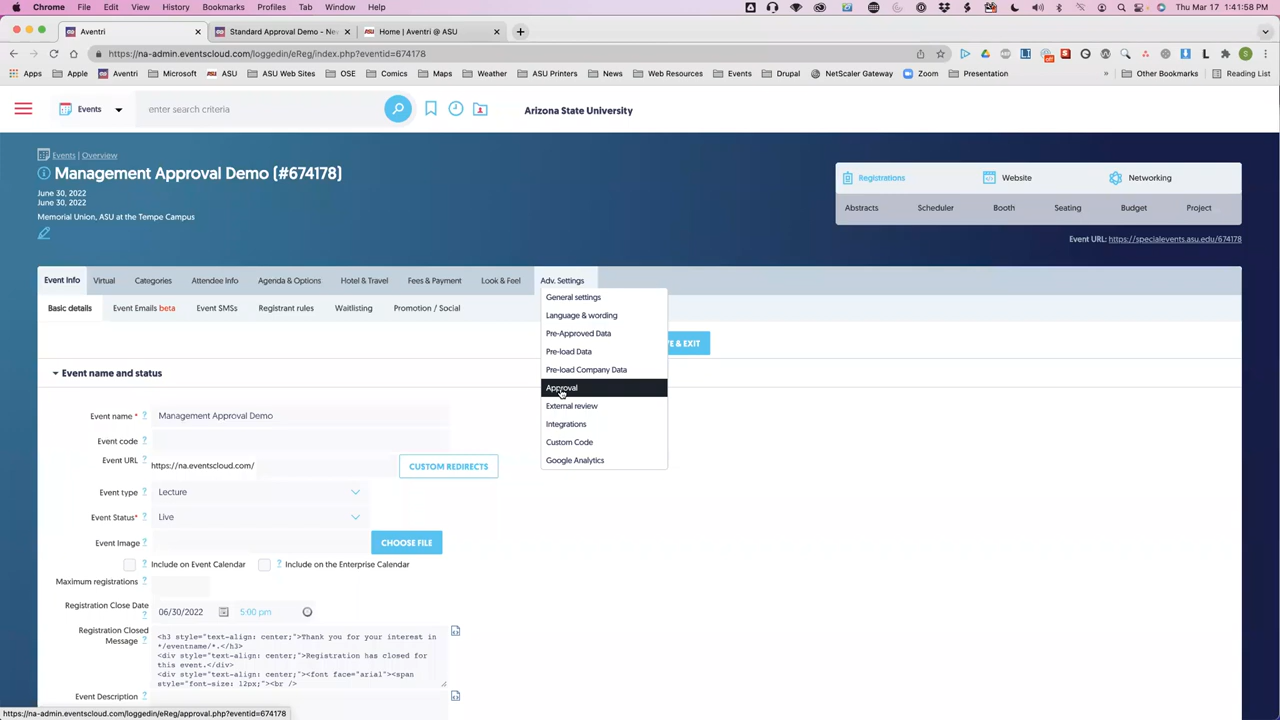 Chrome File Edit View History Bookmarks Profiles Tab Window Help Thu Mar 17 1:41:58 PM
Aventri Standard Approval Demo - Ne Home | Aventri @ ASU
https://na-admin.eventscloud.com/loggedin/eReg/index.php?eventid=674178
Apps Apple Aventri Microsoft ASU ASU Web Sites OSE Comics Maps Weather ASU Printers News Web Resources Events Drupal NetScaler Gateway Zoom Presentation » Other Bookmarks Reading List
Events enter search criteria Arizona State University
Events | Overview
Management Approval Demo (#674178)
June 30, 2022
June 30, 2022
Memorial Union, ASU at the Tempe Campus
Registrations Website Networking
Abstracts Scheduler Booth Seating Budget Project
Event URL: https://specialevents.asu.edu/674178
Event Info Virtual Categories Attendee Info Agenda & Options Hotel & Travel Fees & Payment Look & Feel Adv. Settings
Basic details Event Emails beta Event SMSs Registrant rules Waitlisting Promotion / Social
General settings
Language & wording
Pre-Approved Data
Pre-load Data
Pre-load Company Data
Approval
External review
Integrations
Custom Code
Google Analytics
& EXIT
Event name and status
Event name * ? Management Approval Demo
Event code ?
Event URL ? https://na.eventscloud.com/ CUSTOM REDIRECTS
Event type ? Lecture
Event Status* ? Live
Event Image ? CHOOSE FILE
? Include on Event Calendar ? Include on the Enterprise Calendar
Maximum registrations ?
Registration Close Date ? 06/30/2022 5:00 pm
Registration Closed
Message ?
<h3 style="text-align: center;">Thank you for your interest in
*/eventname/*.</h3>
<div style="text-align: center;">Registration has closed for
this event.</div>
<div style="text-align: center;"><font face="arial"><span
style="font-size: 12px;"><br />
Event Description ?
https://na-admin.eventscloud.com/loggedin/eReg/approval.php?eventid=674178